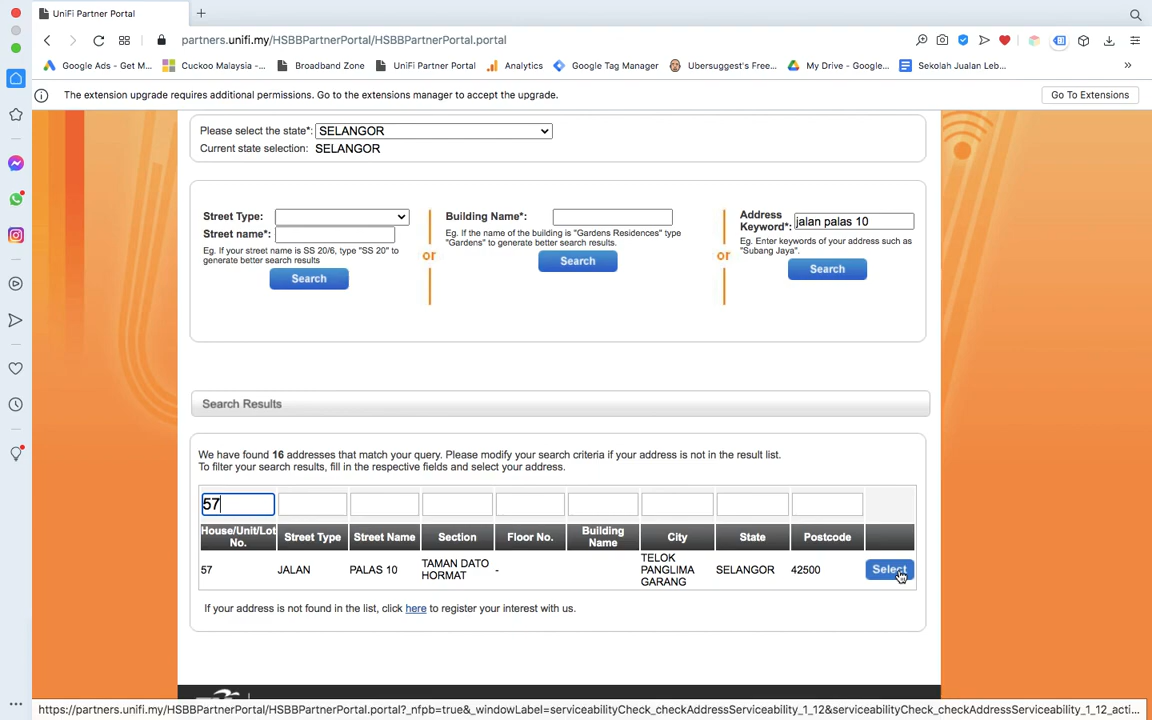 UniFi Partner Portal
partners.unifi.my/HSBBPartnerPortal/HSBBPartnerPortal.portal
Google Ads - Get M... Cuckoo Malaysia -... Broadband Zone UniFi Partner Portal Analytics Google Tag Manager Ubersuggest's Free... My Drive - Google... Sekolah Jualan Leb... »
The extension upgrade requires additional permissions. Go to the extensions manager to accept the upgrade. Go To Extensions
Please select the state*: SELANGOR
Current state selection: SELANGOR
Street Type:
Street name*:
Eg. If your street name is SS 20/6, type "SS 20" to
generate better search results
Search
or
Building Name*:
Eg. If the name of the building is "Gardens Residences" type
"Gardens" to generate better search results.
Search
or
Address
Keyword*: jalan palas 10
Eg. Enter keywords of your address such as
"Subang Jaya".
Search
Search Results
We have found 16 addresses that match your query. Please modify your search criteria if your address is not in the result list.
To filter your search results, fill in the respective fields and select your address.
57
House/Unit/Lot No. Street Type Street Name Section Floor No. Building Name City State Postcode
57 JALAN PALAS 10 TAMAN DATO HORMAT - TELOK PANGLIMA GARANG SELANGOR 42500 Select
If your address is not found in the list, click here to register your interest with us.
https://partners.unifi.my/HSBBPartnerPortal/HSBBPartnerPortal.portal?_nfpb=true&_windowLabel=serviceabilityCheck_checkAddressServiceability_1_12&serviceabilityCheck_checkAddressServiceability_1_12_acti...